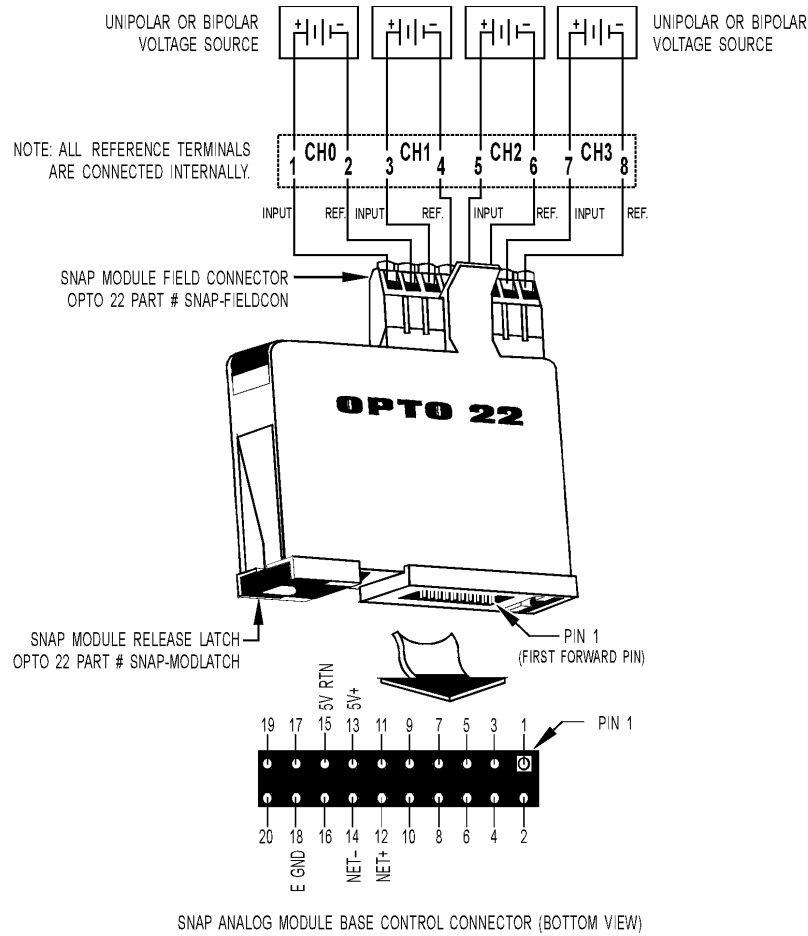 UNIPOLAR OR BIPOLAR
VOLTAGE SOURCE
+ - + - + - + -
UNIPOLAR OR BIPOLAR
VOLTAGE SOURCE
NOTE: ALL REFERENCE TERMINALS
ARE CONNECTED INTERNALLY.
1 CH0 2 3 CH1 4 5 CH2 6 7 CH3 8
INPUT REF. INPUT REF. INPUT REF. INPUT REF.
SNAP MODULE FIELD CONNECTOR
OPTO 22 PART # SNAP-FIELDCON
OPTO 22
SNAP MODULE RELEASE LATCH
OPTO 22 PART # SNAP-MODLATCH
PIN 1
(FIRST FORWARD PIN)
5V RTN 5V+
19 17 15 13 11 9 7 5 3 1
PIN 1
20 18 16 14 12 10 8 6 4 2
E GND NET- NET+
SNAP ANALOG MODULE BASE CONTROL CONNECTOR (BOTTOM VIEW)